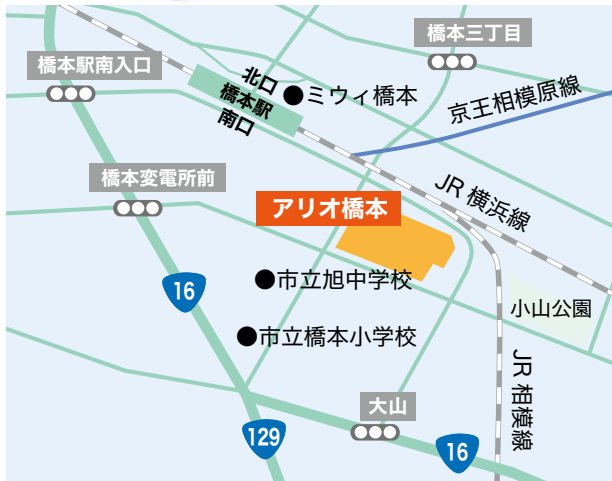 橋本三丁目
橋本駅南入口
北口
橋本駅
南口
●ミウィ橋本
京王相模原線
橋本変電所前
JR 横浜線
アリオ橋本
16
●市立旭中学校
小山公園
●市立橋本小学校
JR 相模線
大山
129
16